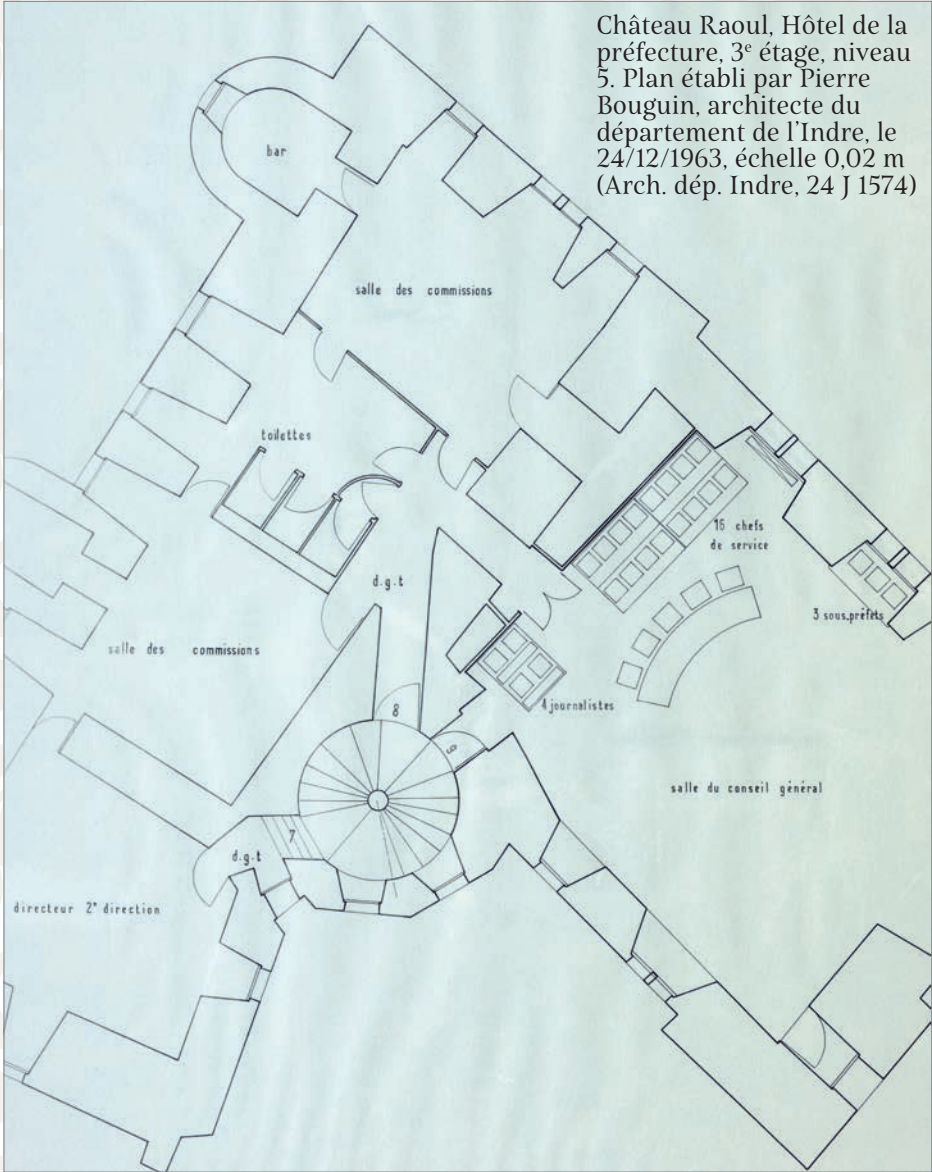 Château Raoul, Hôtel de la
préfecture, 3e étage, niveau
5. Plan établi par Pierre
Bouguin, architecte du
département de l'Indre, le
24/12/1963, échelle 0,02 m
(Arch. dép. Indre, 24 J 1574)
bar
salle des commissions
toilettes
16 chefs
de service
d.g.t
3 sous.préfets
salle des commissions
4 journalistes
8
9
salle du conseil général
7
d.g.t
directeur 2e direction